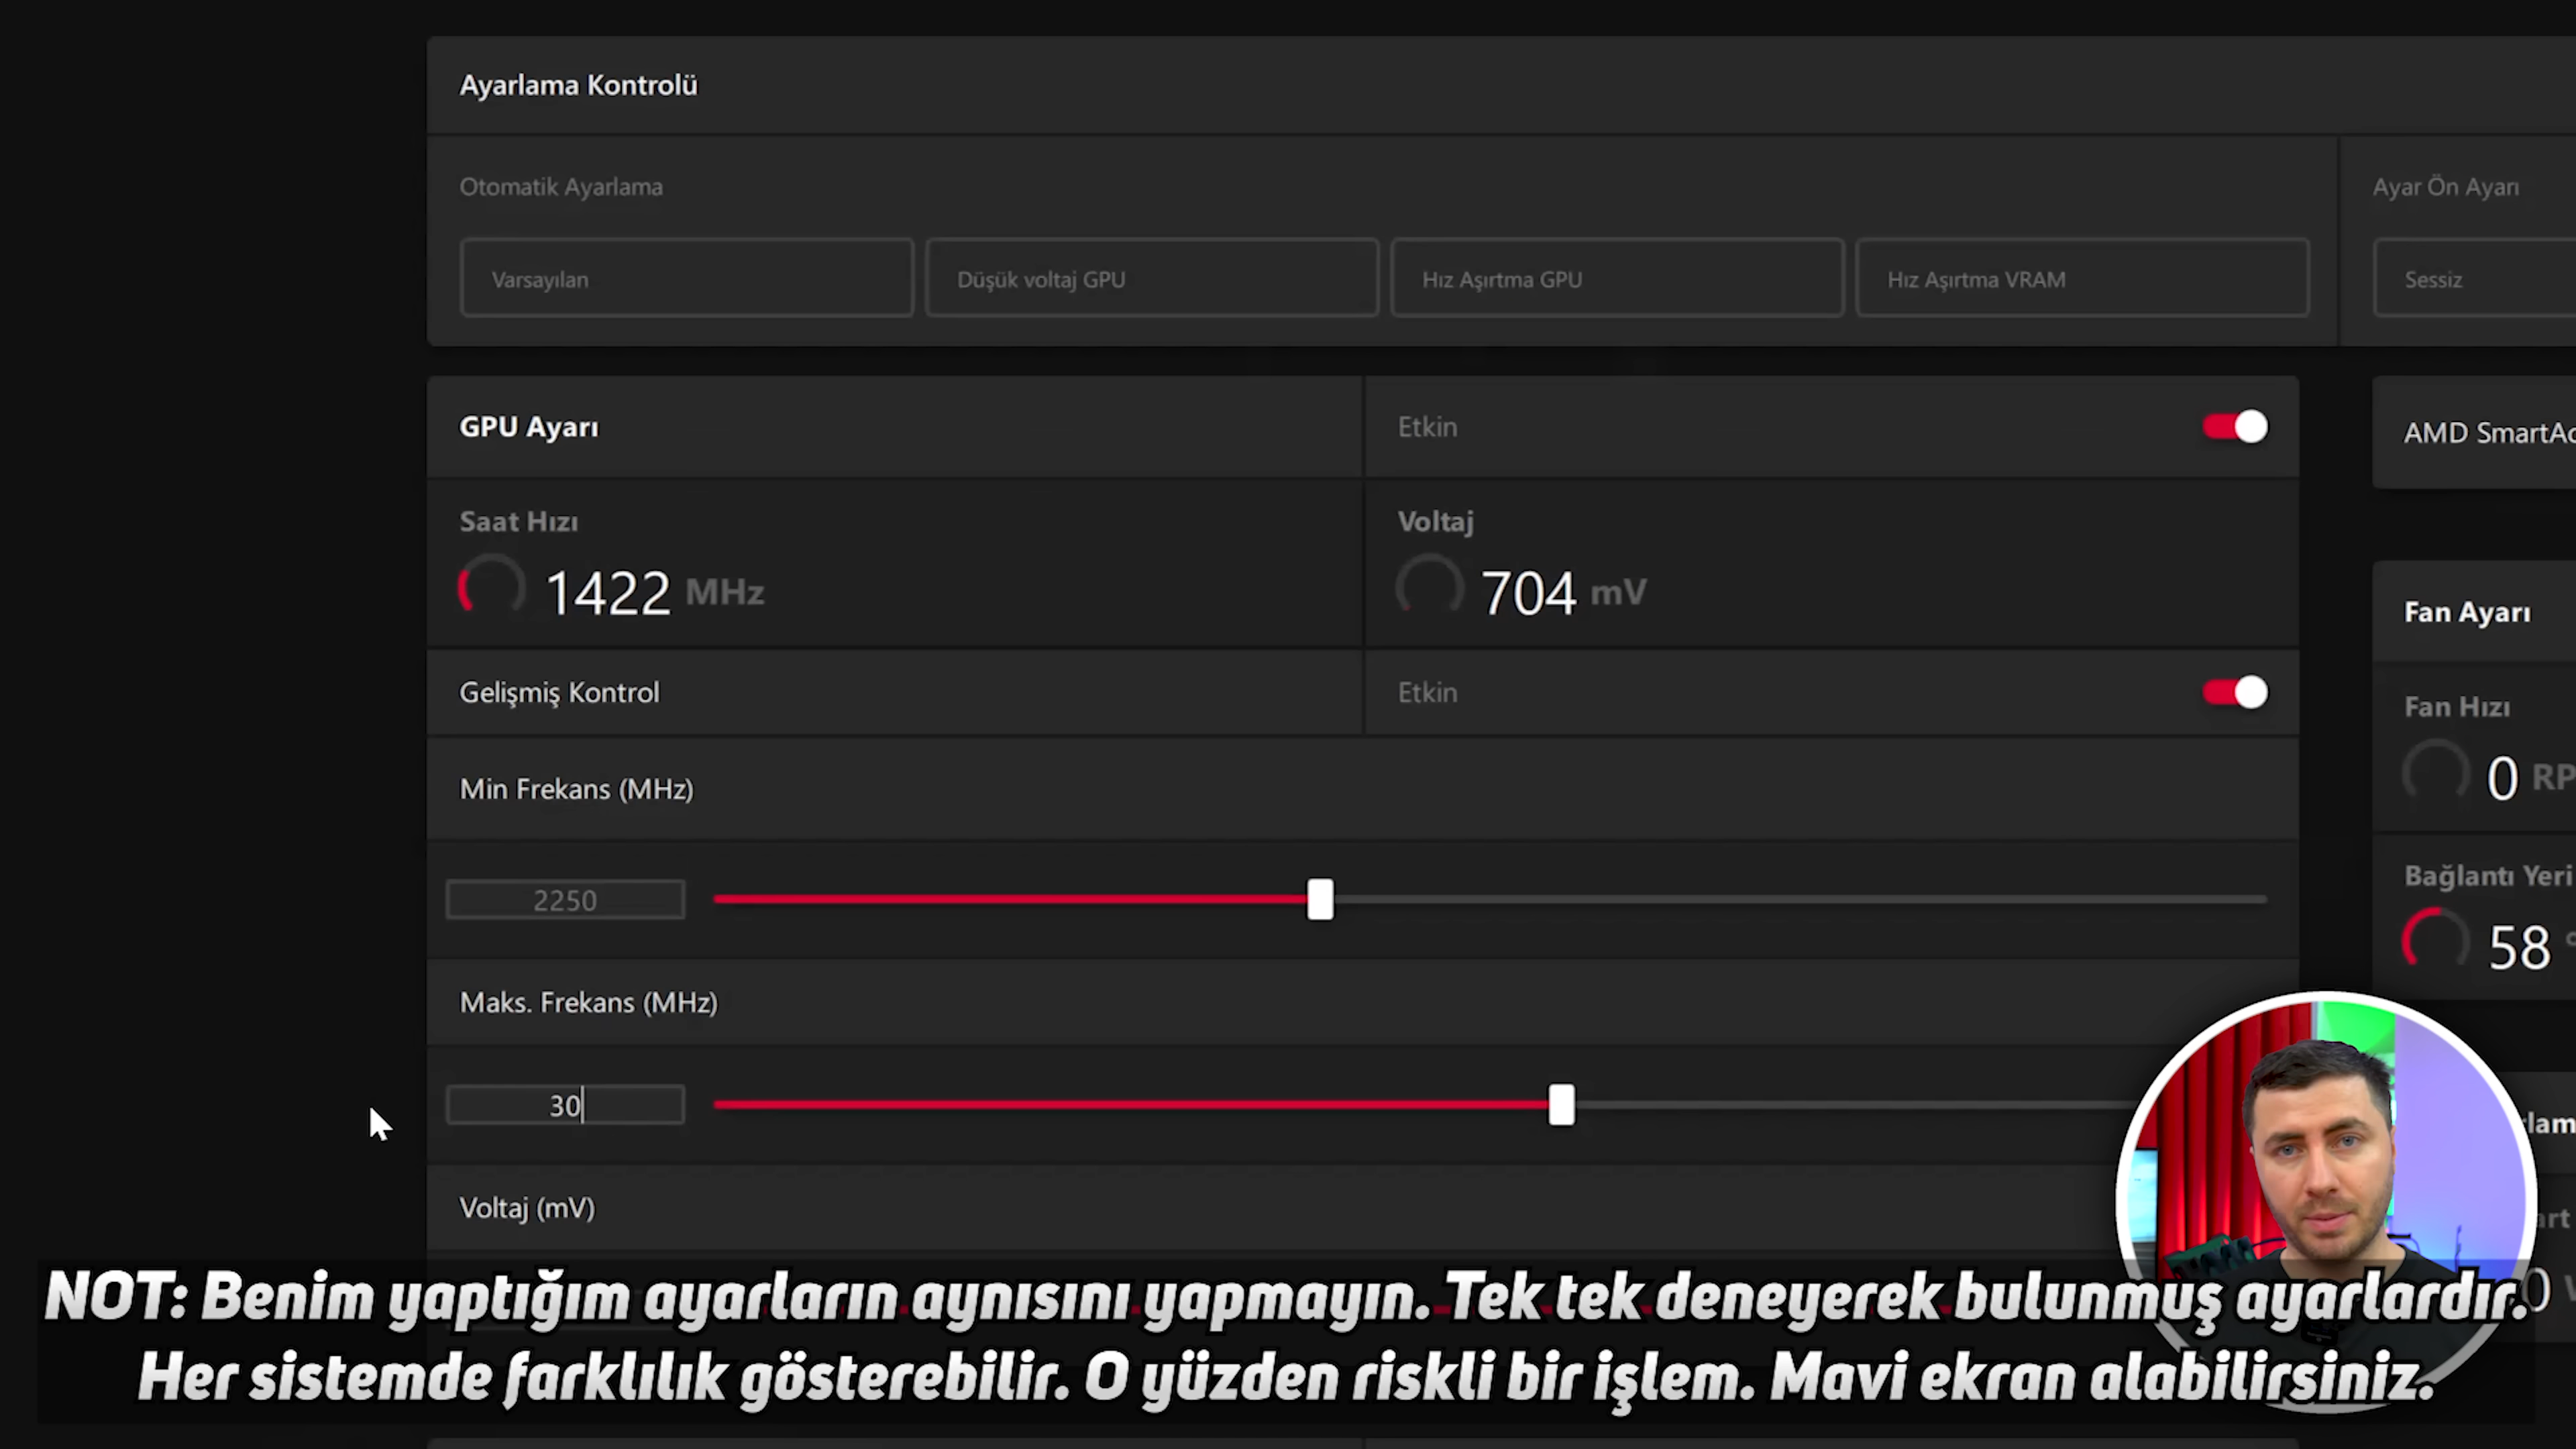 Ayarlama Kontrolü
Otomatik Ayarlama
Ayar Ön Ayarı
Varsayılan
Düşük voltaj GPU
Hız Aşırtma GPU
Hız Aşırtma VRAM
Sessiz
GPU Ayarı
Etkin
AMD SmartAc
Saat Hızı
1422 MHz
Voltaj
704 mV
Fan Ayarı
Gelişmiş Kontrol
Etkin
Fan Hızı
0 RP
Min Frekans (MHz)
2250
Bağlantı Yeri
58
Maks. Frekans (MHz)
30
Voltaj (mV)
NOT: Benim yaptığım ayarların aynısını yapmayın. Tek tek deneyerek bulunmuş ayarlardır.
Her sistemde farklılık gösterebilir. O yüzden riskli bir işlem. Mavi ekran alabilirsiniz.